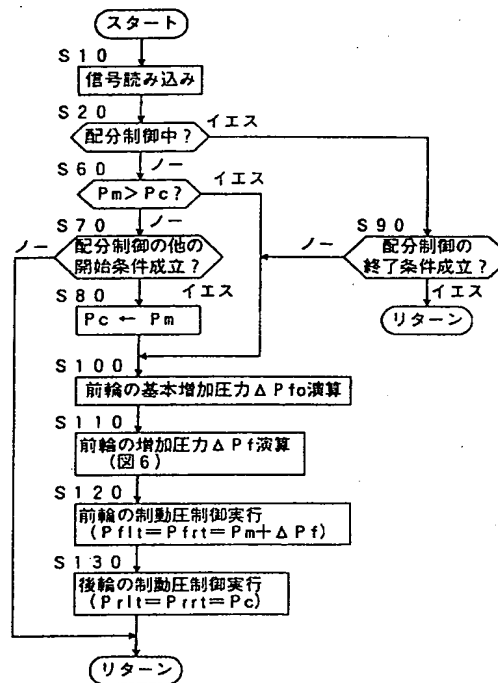 スタート
S10
信号読み込み
S20
配分制御中?
イエス
ノー
S60
Pm>Pc?
イエス
ノー
S70
配分制御の他の
開始条件成立?
ノー
イエス
S90
配分制御の
終了条件成立?
ノー
イエス
リターン
S80
Pc ← Pm
S100
前輪の基本増加圧力ΔPfo演算
S110
前輪の増加圧力ΔPf演算
(図6)
S120
前輪の制動圧制御実行
(Pflt=Pfrt=Pm+ΔPf)
S130
後輪の制動圧制御実行
(Prlt=Prrt=Pc)
リターン